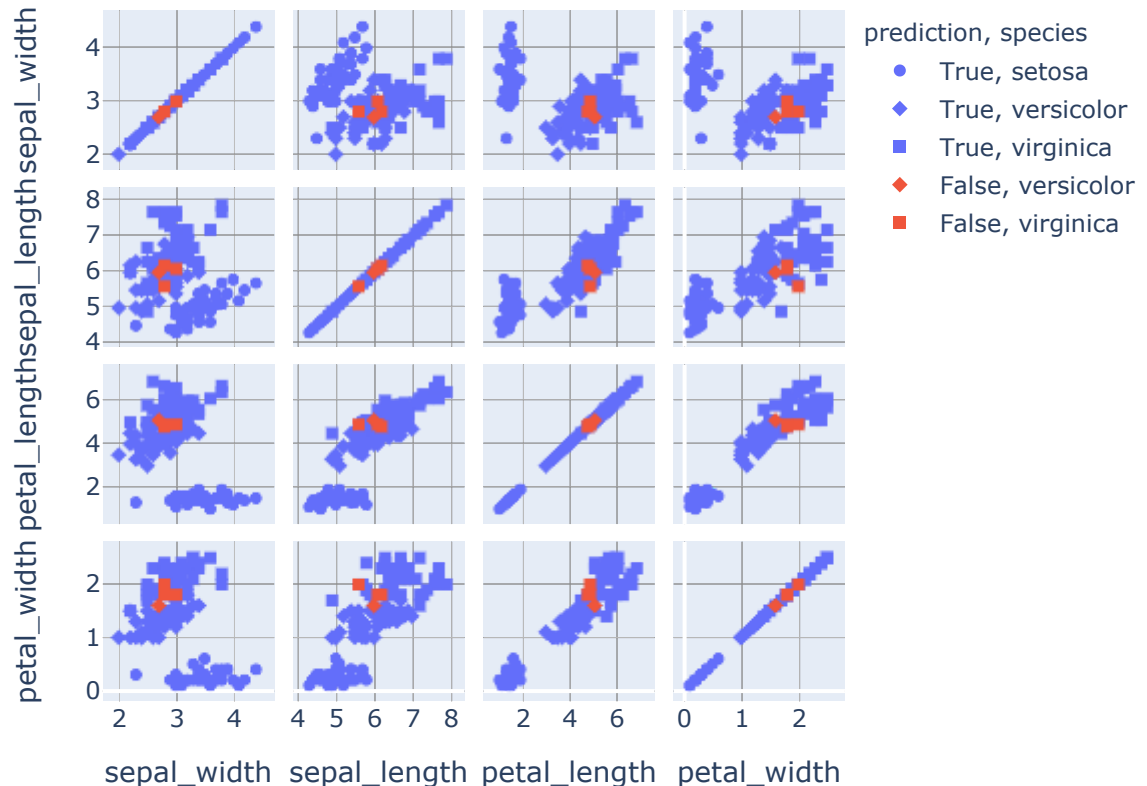 prediction, species
True, setosa
True, versicolor
True, virginica
False, versicolor
False, virginica
sepal_width
4
3
2
sepal_length
8
7
6
5
4
petal_length
6
4
2
petal_width
2
1
0
2 3 4 4 5 6 7 8 2 4 6 0 1 2
sepal_width sepal_length petal_length petal_width